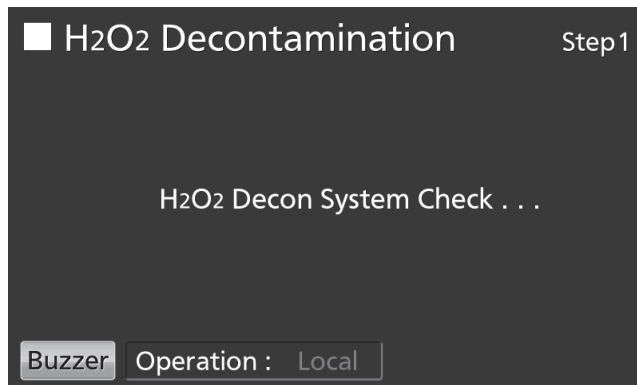 H2O2 Decontamination Step1
H2O2 Decon System Check . . .
Buzzer Operation : Local